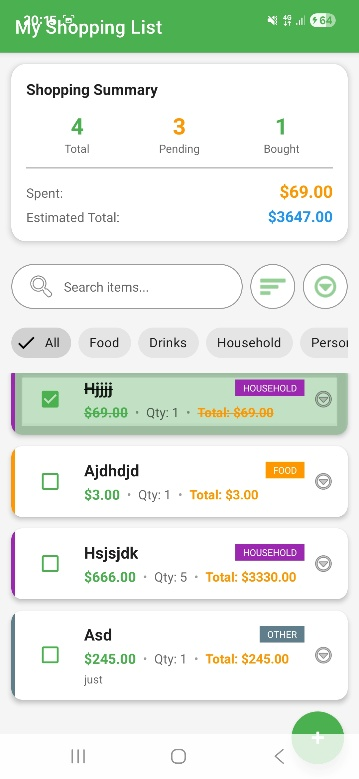 20:15
My Shopping List
4G
64
Shopping Summary
4 3 1
Total Pending Bought
Spent: $69.00
Estimated Total: $3647.00
Search items...
All Food Drinks Household Person
Hjjjj HOUSEHOLD
$69.00 • Qty: 1 • Total: $69.00
Ajdhdjd FOOD
$3.00 • Qty: 1 • Total: $3.00
Hsjsjdk HOUSEHOLD
$666.00 • Qty: 5 • Total: $3330.00
Asd OTHER
$245.00 • Qty: 1 • Total: $245.00
just
+